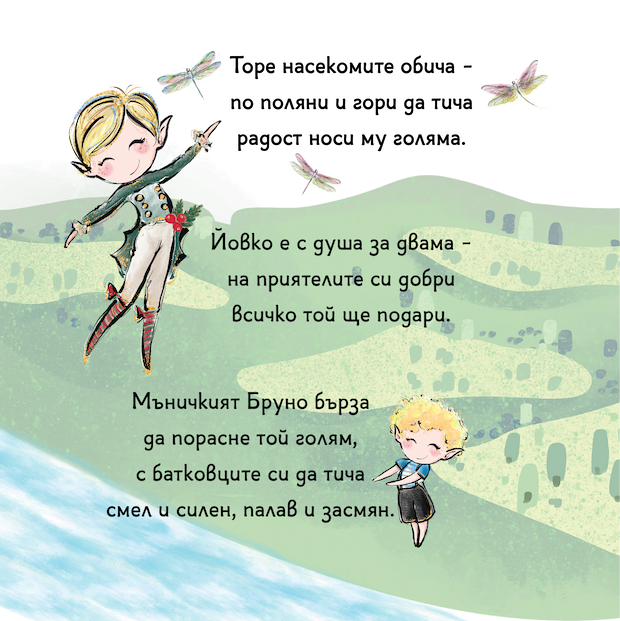 Торе насекомите обича -
по поляни и гори да тича
радост носи му голяма.
Йовко е с душа за двама -
на приятелите си добри
всичко той ще подари.
Мъничкият Бруно бърза
да порасне той голям,
с батковците си да тича
смел и силен, палав и засмян.